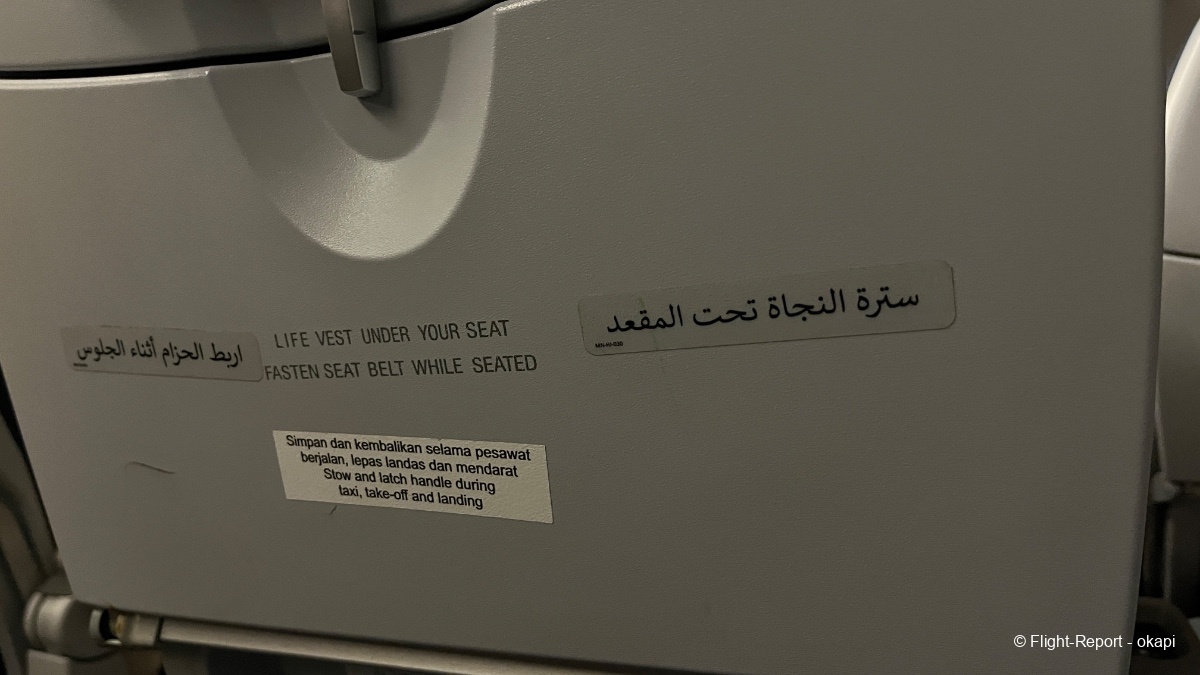 LIFE VEST UNDER YOUR SEAT
اربط الحزام أثناء الجلوس
FASTEN SEAT BELT WHILE SEATED
سترة النجاة تحت المقعد
Simpan dan kembalikan selama pesawat
berjalan, lepas landas dan mendarat
Stow and latch handle during
taxi, take-off and landing
© Flight-Report - okapi